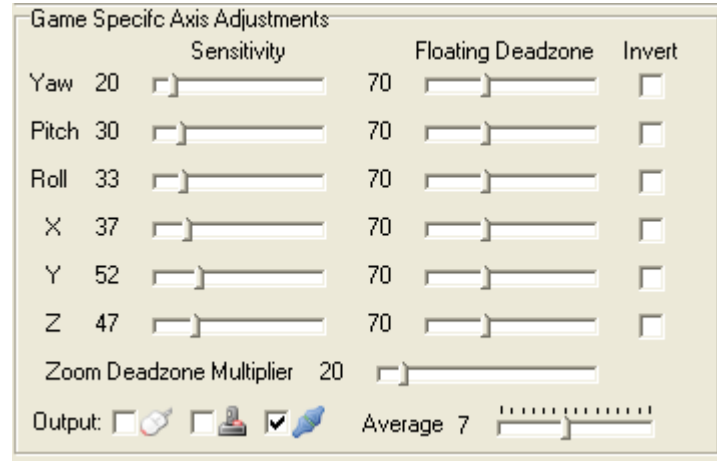 Game Specifc Axis Adjustments
Sensitivity Floating Deadzone Invert
Yaw 20 70
Pitch 30 70
Roll 33 70
X 37 70
Y 52 70
Z 47 70
Zoom Deadzone Multiplier 20
Output: Average 7